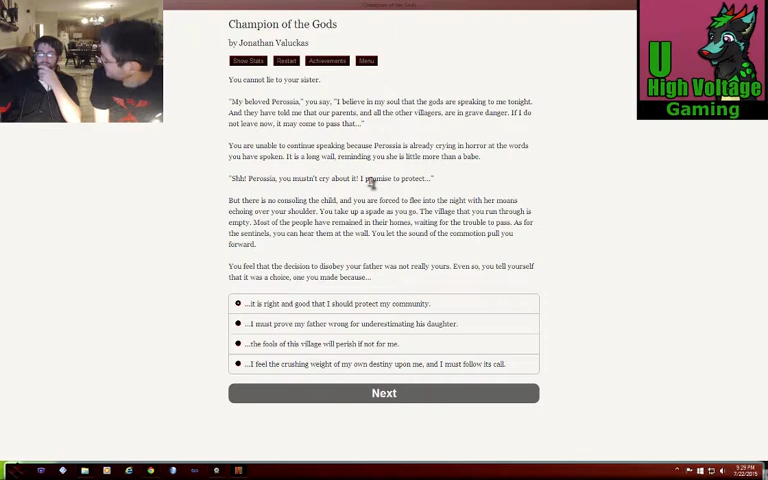 Champion of the Gods
Champion of the Gods
by Jonathan Valuckas
Show Stats Restart Achievements Menu
You cannot lie to your sister.
"My beloved Perossia," you say, "I believe in my soul that the gods are speaking to me tonight.
And they have told me that our parents, and all the other villagers, are in grave danger. If I do
not leave now, it may come to pass that..."
You are unable to continue speaking because Perossia is already crying in horror at the words
you have spoken. It is a long wail, reminding you she is little more than a babe.
"Shh! Perossia, you mustn't cry about it! I promise to protect..."
But there is no consoling the child, and you are forced to flee into the night with her moans
echoing over your shoulder. You take up a spade as you go. The village that you run through is
empty. Most of the people have remained in their homes, waiting for the trouble to pass. As for
the sentinels, you can hear them at the wall. You let the sound of the commotion pull you
forward.
You feel that the decision to disobey your father was not really yours. Even so, you tell yourself
that it was a choice, one you made because...
...it is right and good that I should protect my community.
...I must prove my father wrong for underestimating his daughter.
...the fools of this village will perish if not for me.
...I feel the crushing weight of my own destiny upon me, and I must follow its call.
Next
U
High Voltage
Gaming
9:29 PM
7/22/2015